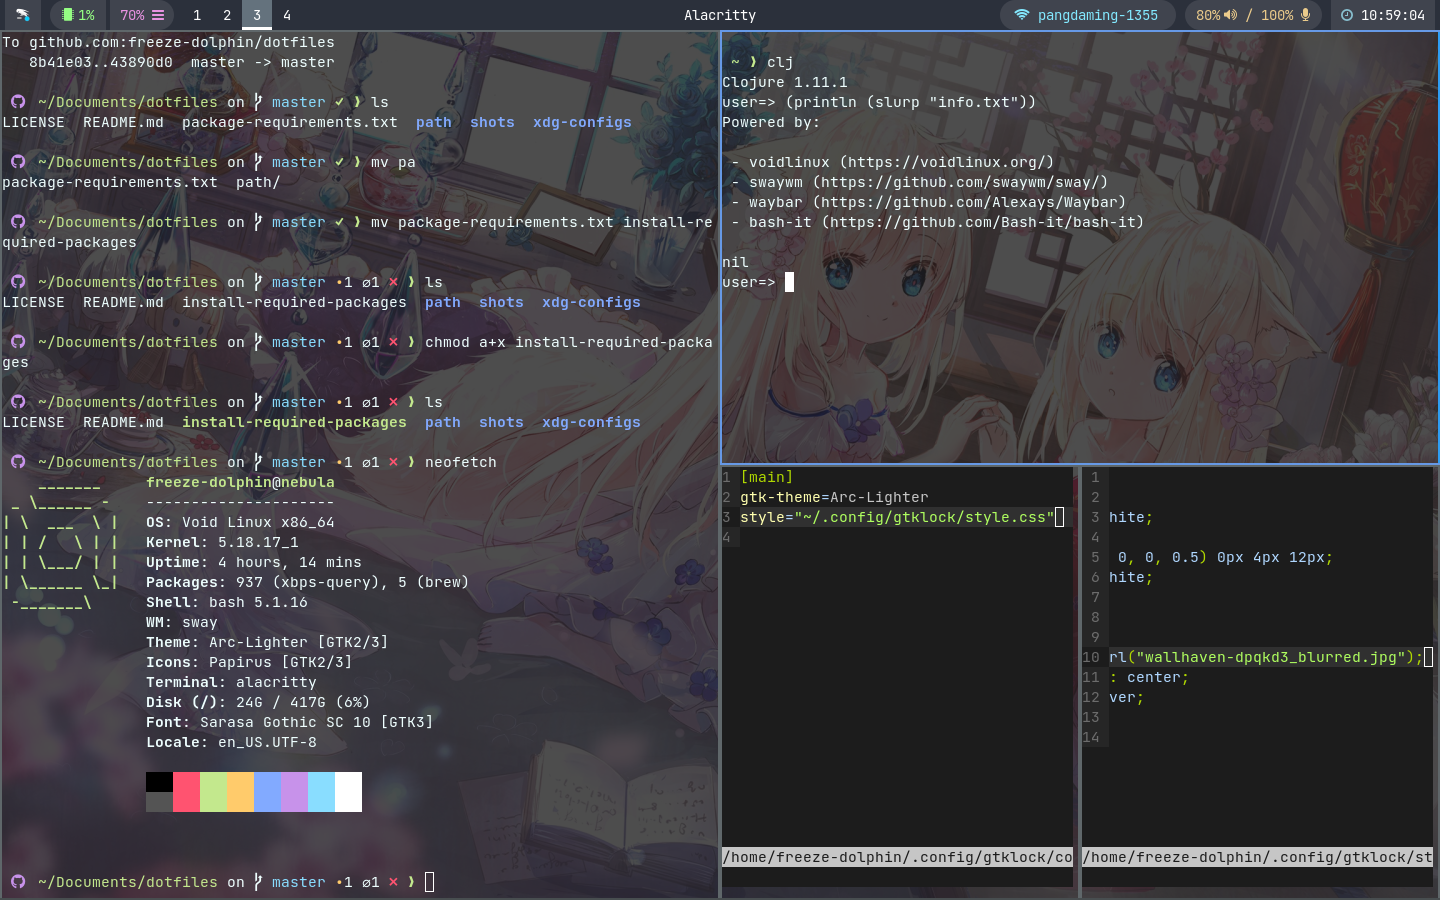 1% 70% 1 2 3 4 Alacritty pangdaming-1355 80% / 100% 10:59:04
To github.com:freeze-dolphin/dotfiles
8b41e03..43890d0 master -> master
~/Documents/dotfiles on master ✓ ❯ ls
LICENSE README.md package-requirements.txt path shots xdg-configs
~/Documents/dotfiles on master ✓ ❯ mv pa
package-requirements.txt path/
~/Documents/dotfiles on master ✓ ❯ mv package-requirements.txt install-re
quired-packages
~/Documents/dotfiles on master •1 ⌀1 ✗ ❯ ls
LICENSE README.md install-required-packages path shots xdg-configs
~/Documents/dotfiles on master •1 ⌀1 ✗ ❯ chmod a+x install-required-packa
ges
~/Documents/dotfiles on master •1 ⌀1 ✗ ❯ ls
LICENSE README.md install-required-packages path shots xdg-configs
~/Documents/dotfiles on master •1 ⌀1 ✗ ❯ neofetch
freeze-dolphin@nebula
---------------------
OS: Void Linux x86_64
Kernel: 5.18.17_1
Uptime: 4 hours, 14 mins
Packages: 937 (xbps-query), 5 (brew)
Shell: bash 5.1.16
WM: sway
Theme: Arc-Lighter [GTK2/3]
Icons: Papirus [GTK2/3]
Terminal: alacritty
Disk (/): 24G / 417G (6%)
Font: Sarasa Gothic SC 10 [GTK3]
Locale: en_US.UTF-8
~/Documents/dotfiles on master •1 ⌀1 ✗ ❯
~ ❯ clj
Clojure 1.11.1
user=> (println (slurp "info.txt"))
Powered by:
- voidlinux (https://voidlinux.org/)
- swaywm (https://github.com/swaywm/sway/)
- waybar (https://github.com/Alexays/Waybar)
- bash-it (https://github.com/Bash-it/bash-it)
nil
user=>
1 [main]
2 gtk-theme=Arc-Lighter
3 style="~/.config/gtklock/style.css"
4
/home/freeze-dolphin/.config/gtklock/co
1
2
3 hite;
4
5 0, 0, 0.5) 0px 4px 12px;
6 hite;
7
8
9
10 rl("wallhaven-dpqkd3_blurred.jpg");
11 : center;
12 ver;
13
14
/home/freeze-dolphin/.config/gtklock/st